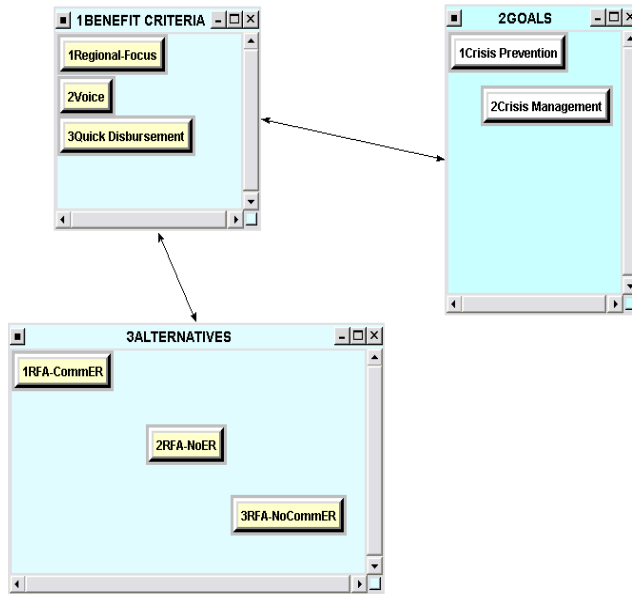 1BENEFIT CRITERIA
1Regional-Focus
2Voice
3Quick Disbursement
2GOALS
1Crisis Prevention
2Crisis Management
3ALTERNATIVES
1RFA-CommER
2RFA-NoER
3RFA-NoCommER